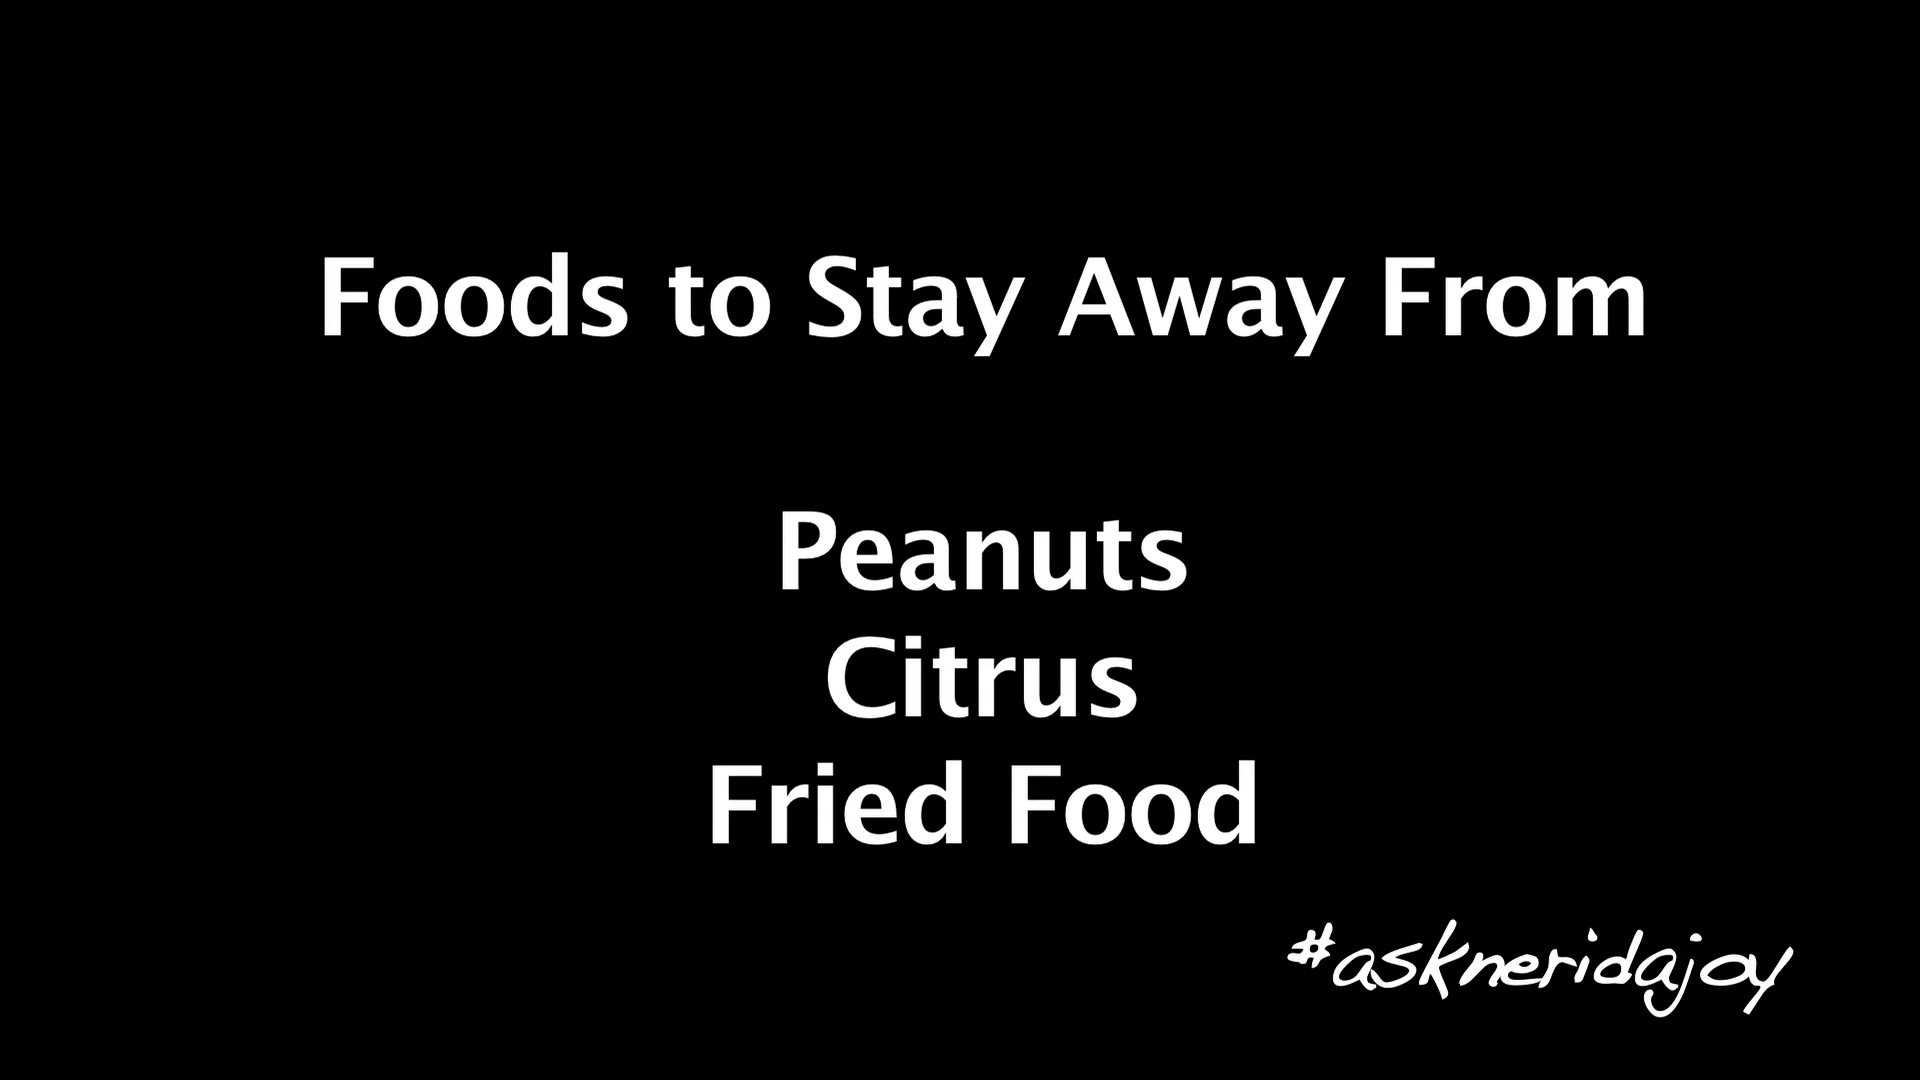 Foods to Stay Away From
Peanuts
Citrus
Fried Food
#askneridajoy